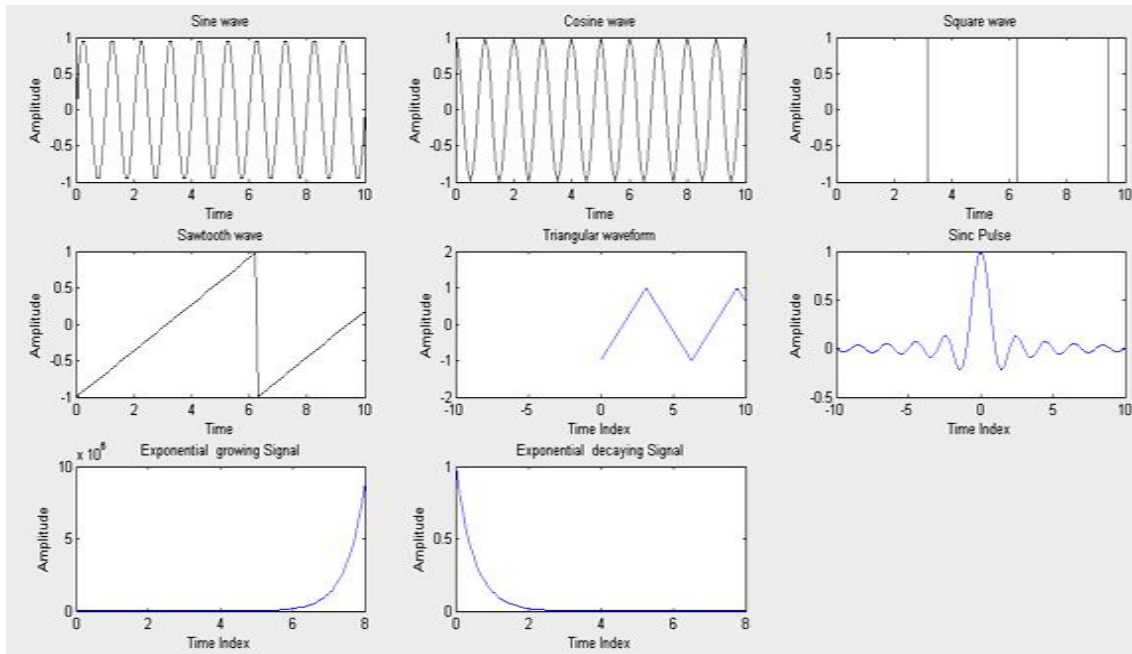 Sine wave
1
0.5
0
-0.5
-1
Amplitude
0 2 4 6 8 10
Time
Cosine wave
1
0.5
0
-0.5
-1
Amplitude
0 2 4 6 8 10
Time
Square wave
1
0.5
0
-0.5
-1
Amplitude
0 2 4 6 8 10
Time
Sawtooth wave
1
0.5
0
-0.5
-1
Amplitude
0 2 4 6 8 10
Time
Triangular waveform
2
1
0
-1
-2
Amplitude
-10 -5 0 5 10
Time Index
Sinc Pulse
1
0.5
0
-0.5
Amplitude
-10 -5 0 5 10
Time Index
Exponential growing Signal
x 10⁶
10
5
0
Amplitude
0 2 4 6 8
Time Index
Exponential decaying Signal
1
0.5
0
Amplitude
0 2 4 6 8
Time Index